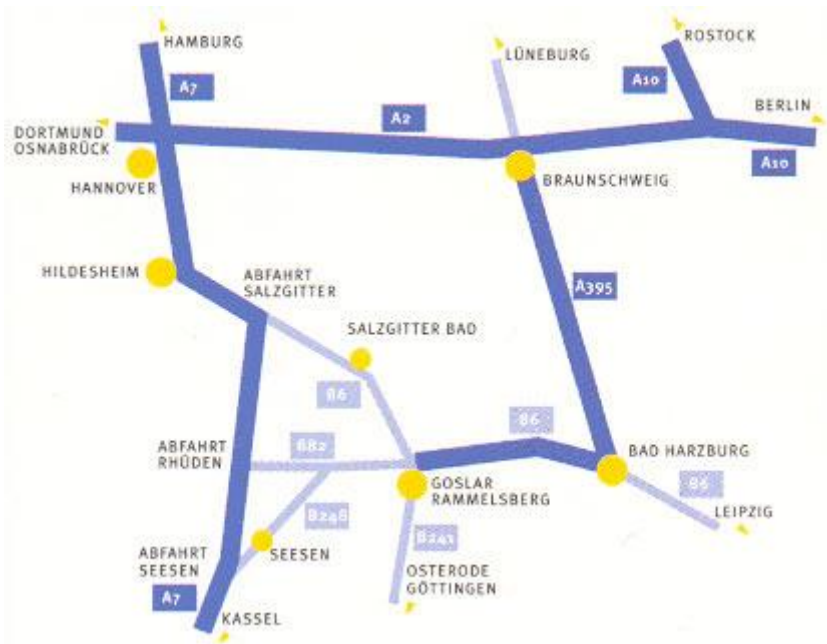 HAMBURG
A7
LÜNEBURG
ROSTOCK
A10
BERLIN
A2
DORTMUND
OSNABRÜCK
HANNOVER
BRAUNSCHWEIG
A10
HILDESHEIM
ABFAHRT
SALZGITTER
A395
SALZGITTER BAD
B6
B6
ABFAHRT
RHÜDEN
B82
BAD HARZBURG
GOSLAR
RAMMELSBERG
B6
LEIPZIG
B248
B241
ABFAHRT
SEESEN
SEESEN
OSTERODE
GÖTTINGEN
A7
KASSEL